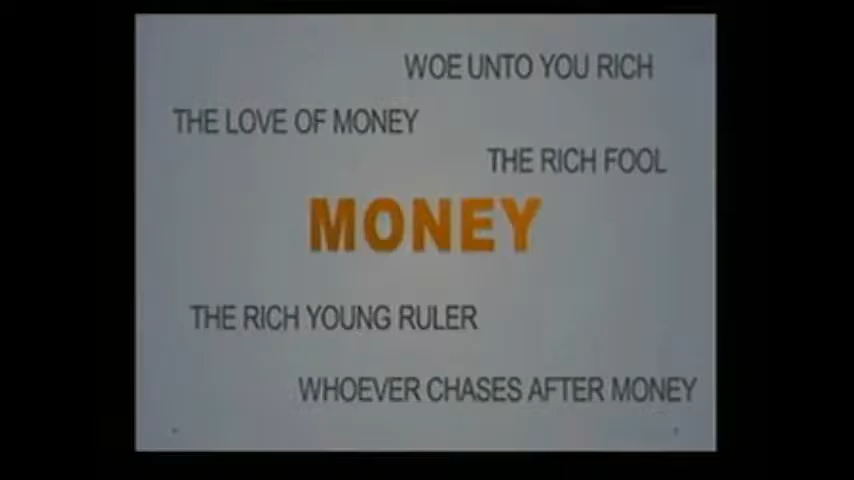 WOE UNTO YOU RICH
THE LOVE OF MONEY
THE RICH FOOL
MONEY
THE RICH YOUNG RULER
WHOEVER CHASES AFTER MONEY